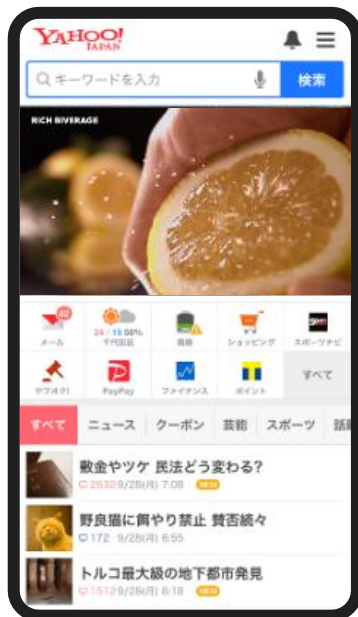 YAHOO!
JAPAN
キーワードを入力
検索
RICH BIVERAGE
メール
千代田区
路線
ショッピング
スポーツナビ
ヤフオク!
PayPay
ファイナンス
ポイント
すべて
すべて ニュース クーポン 芸能 スポーツ
敷金やツケ 民法どう変わる?
2632 9/28(月) 7:08 NEW
野良猫に餌やり禁止 賛否続々
172 9/28(月) 6:55
トルコ最大級の地下都市発見
1512 9/28(月) 6:18 NEW